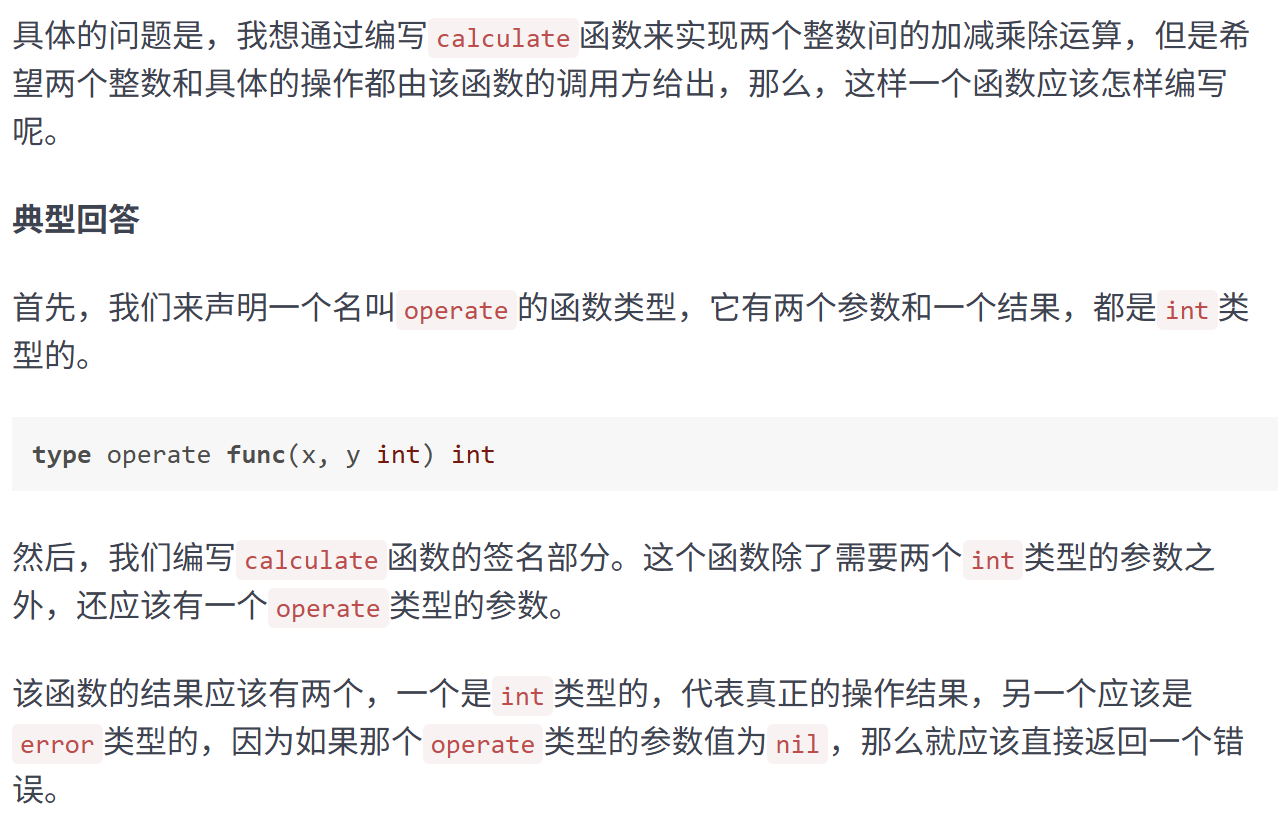 具体的问题是，我想通过编写calculate函数来实现两个整数间的加减乘除运算，但是希
望两个整数和具体的操作都由该函数的调用方给出，那么，这样一个函数应该怎样编写
呢。
典型回答
首先，我们来声明一个名叫operate的函数类型，它有两个参数和一个结果，都是int类
型的。
type operate func(x, y int) int
然后，我们编写calculate函数的签名部分。这个函数除了需要两个int类型的参数之
外，还应该有一个operate类型的参数。
该函数的结果应该有两个，一个是int类型的，代表真正的操作结果，另一个应该是
error类型的，因为如果那个operate类型的参数值为nil，那么就应该直接返回一个错
误。